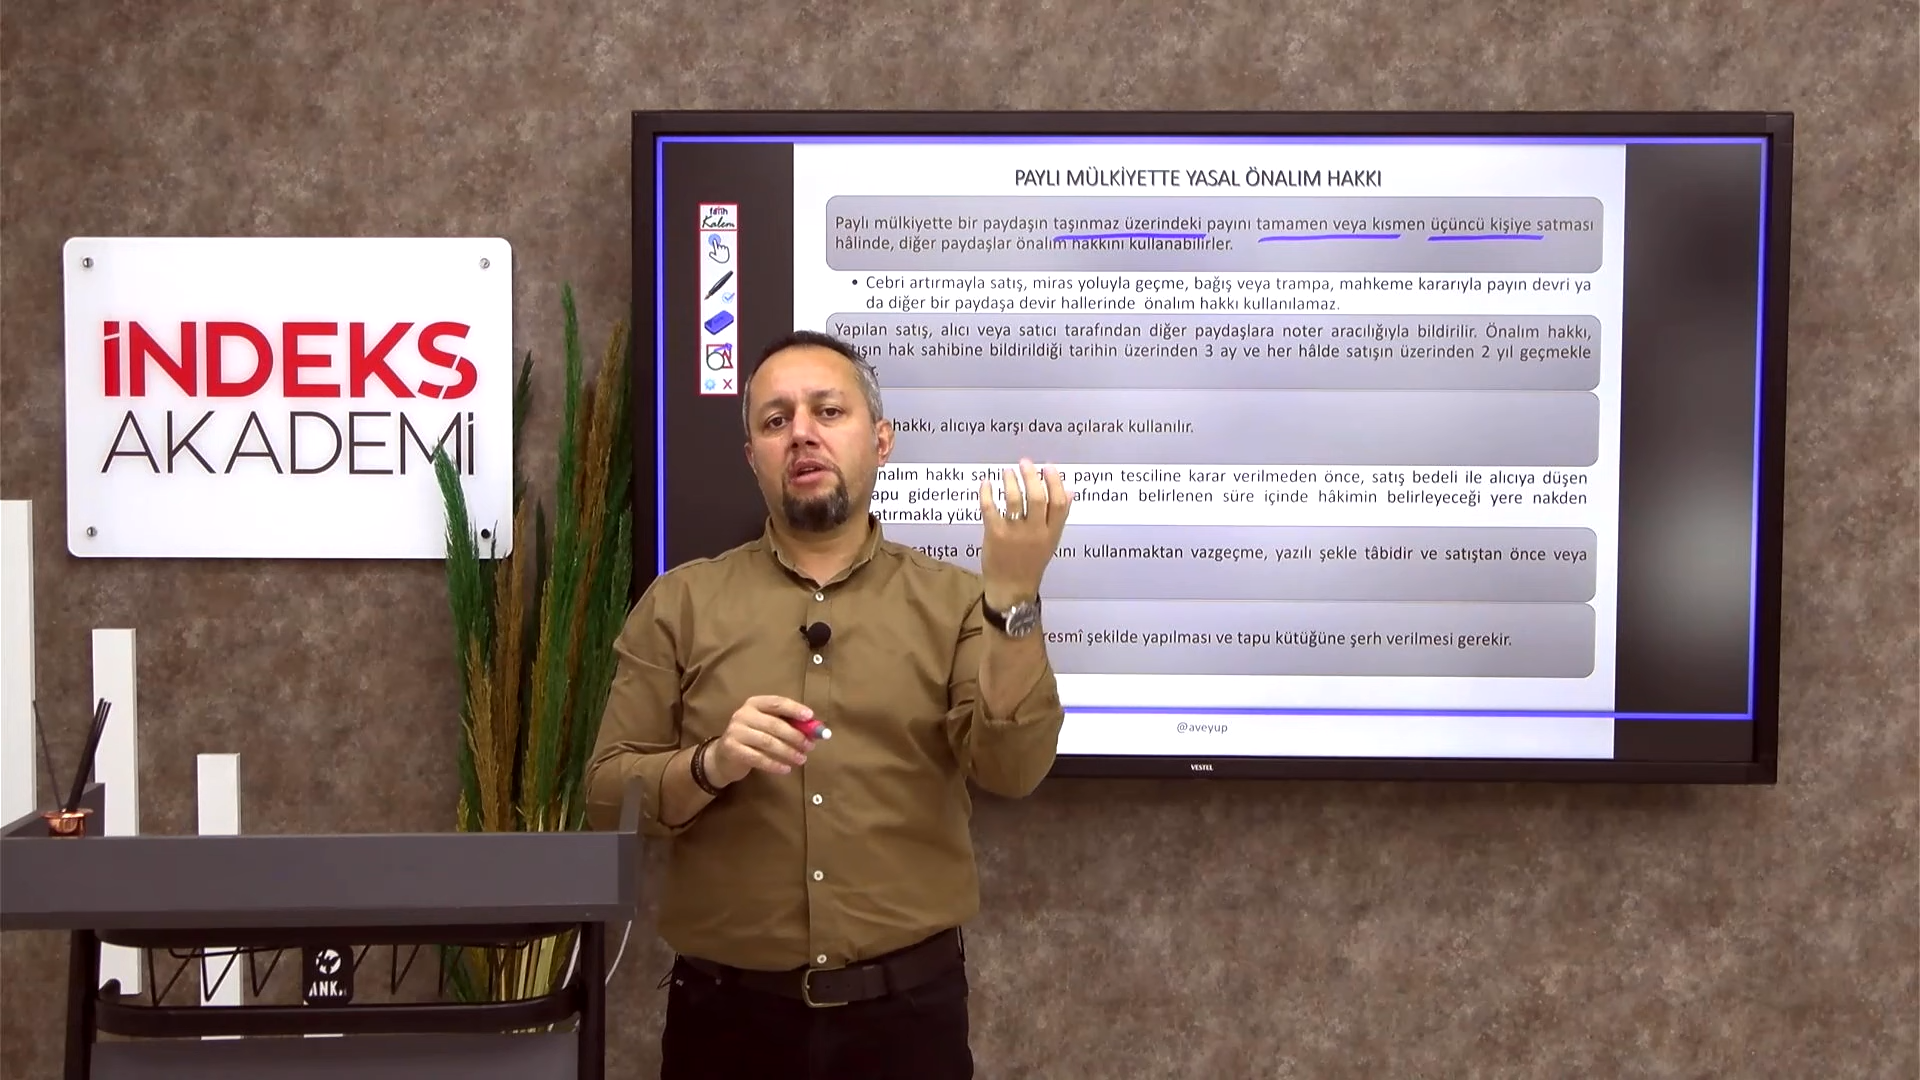 İNDEKS
AKADEMİ
PAYLI MÜLKİYETTE YASAL ÖNALIM HAKKI
fatih
Kalem
Paylı mülkiyette bir paydaşın taşınmaz üzerindeki payını tamamen veya kısmen üçüncü kişiye satması
hâlinde, diğer paydaşlar önalım hakkını kullanabilirler.
• Cebri artırmayla satış, miras yoluyla geçme, bağış veya trampa, mahkeme kararıyla payın devri ya
da diğer bir paydaşa devir hallerinde önalım hakkı kullanılamaz.
Yapılan satış, alıcı veya satıcı tarafından diğer paydaşlara noter aracılığıyla bildirilir. Önalım hakkı,
hak sahibine bildirildiği tarihin üzerinden 3 ay ve her hâlde satışın üzerinden 2 yıl geçmekle
hakkı, alıcıya karşı dava açılarak kullanılır.
hakkı payın tesciline karar verilmeden önce, satış bedeli ile alıcıya düşen
giderlerin belirlenen süre içinde hâkimin belirleyeceği yere nakden
kullanmaktan vazgeçme, yazılı şekle tâbidir ve satıştan önce veya
resmî şekilde yapılması ve tapu kütüğüne şerh verilmesi gerekir.
@aveyup
VESTEL